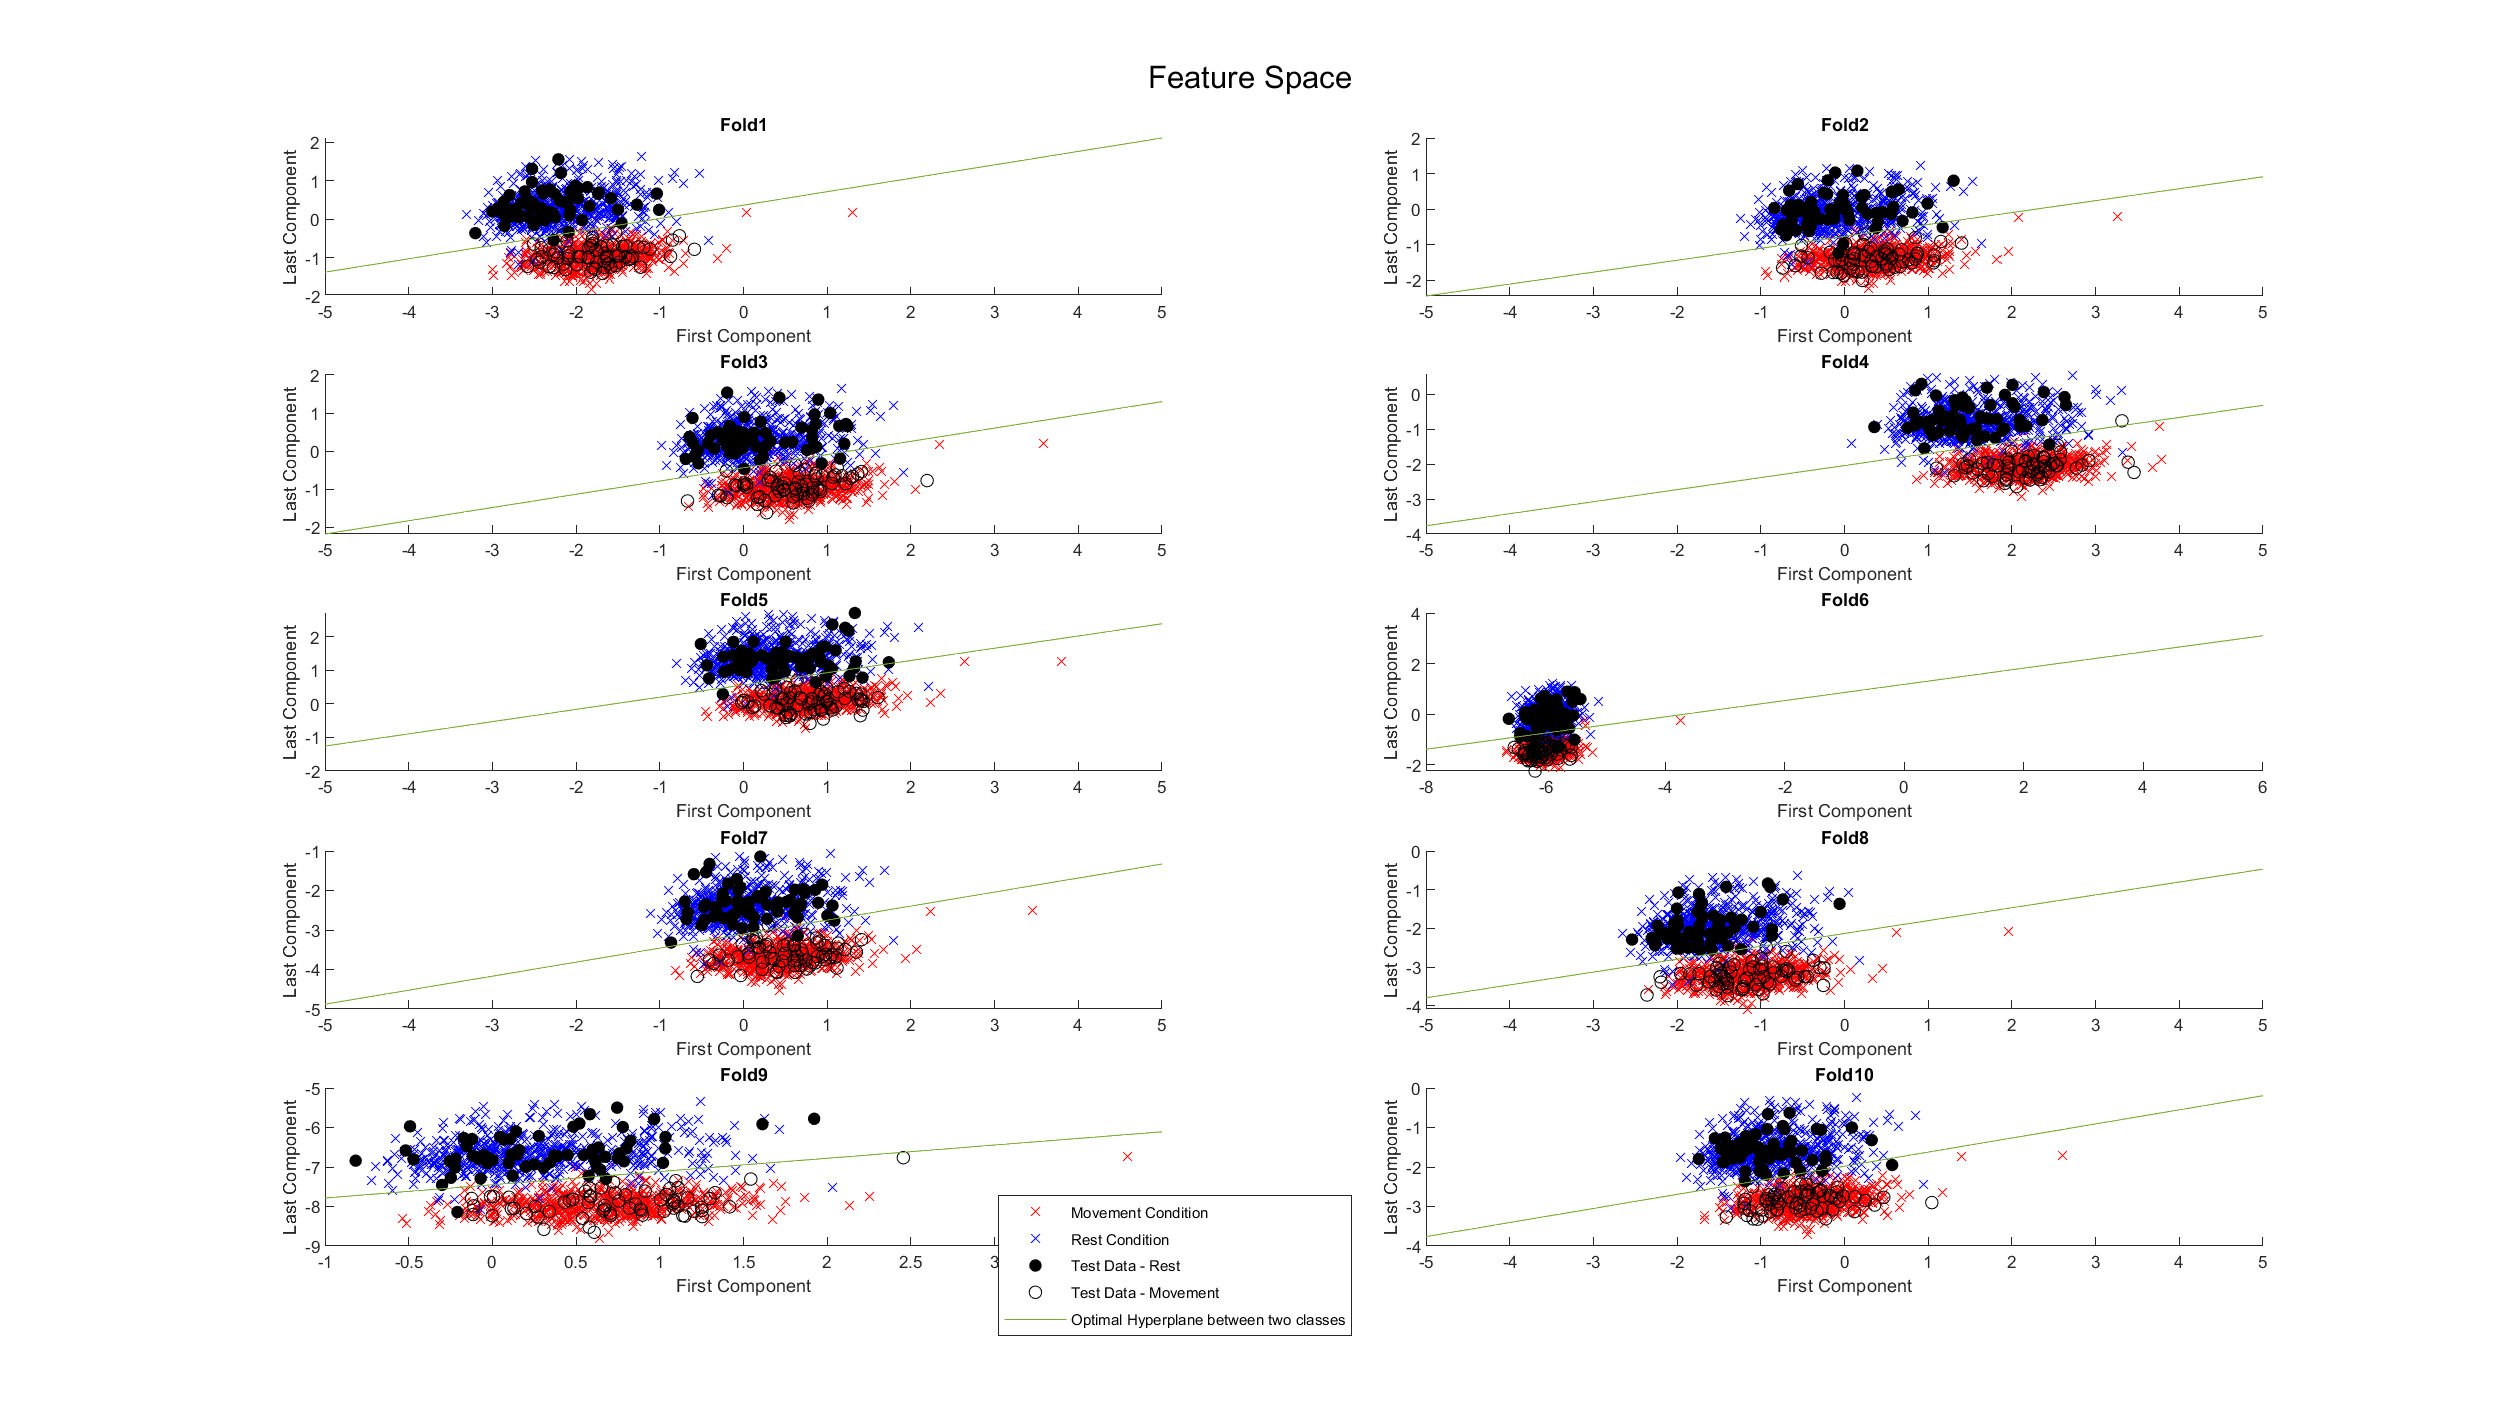 Feature Space
Fold1
Last Component
2
1
0
-1
-2
-5 -4 -3 -2 -1 0 1 2 3 4 5
First Component
Fold2
Last Component
2
1
0
-1
-2
-5 -4 -3 -2 -1 0 1 2 3 4 5
First Component
Fold3
Last Component
2
1
0
-1
-2
-5 -4 -3 -2 -1 0 1 2 3 4 5
First Component
Fold4
Last Component
0
-1
-2
-3
-4
-5 -4 -3 -2 -1 0 1 2 3 4 5
First Component
Fold5
Last Component
2
1
0
-1
-2
-5 -4 -3 -2 -1 0 1 2 3 4 5
First Component
Fold6
Last Component
4
2
0
-2
-8 -6 -4 -2 0 2 4 6
First Component
Fold7
Last Component
-1
-2
-3
-4
-5
-5 -4 -3 -2 -1 0 1 2 3 4 5
First Component
Fold8
Last Component
0
-1
-2
-3
-4
-5 -4 -3 -2 -1 0 1 2 3 4 5
First Component
Fold9
Last Component
-5
-6
-7
-8
-9
-1 -0.5 0 0.5 1 1.5 2 2.5 3
First Component
Fold10
Last Component
0
-1
-2
-3
-4
-5 -4 -3 -2 -1 0 1 2 3 4 5
First Component
Movement Condition
Rest Condition
Test Data - Rest
Test Data - Movement
Optimal Hyperplane between two classes